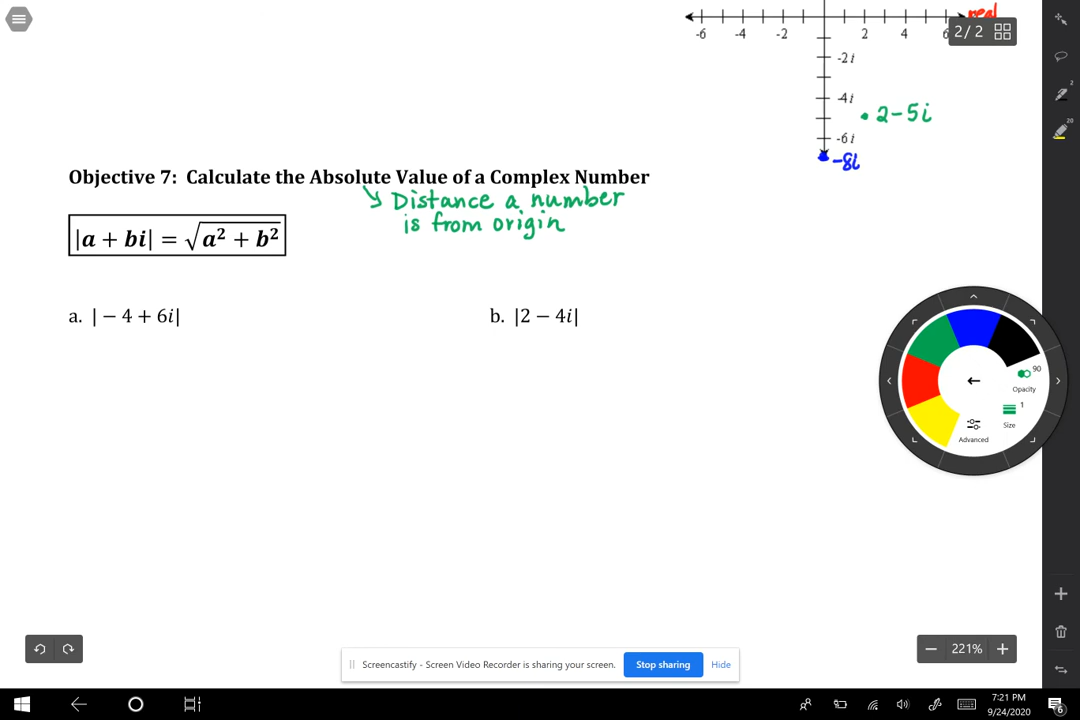 real
-6 -4 -2 2 4 6
2/2
-2i
-4i
2-5i
-6i
-8i
Objective 7: Calculate the Absolute Value of a Complex Number
Distance a number
is from origin
|a + bi| = √a² + b²
a. | − 4 + 6i|
b. |2 − 4i|
2
20
90
Opacity
1
Size
Advanced
221%
Screencastify - Screen Video Recorder is sharing your screen.
Stop sharing
Hide
7:21 PM
9/24/2020
6